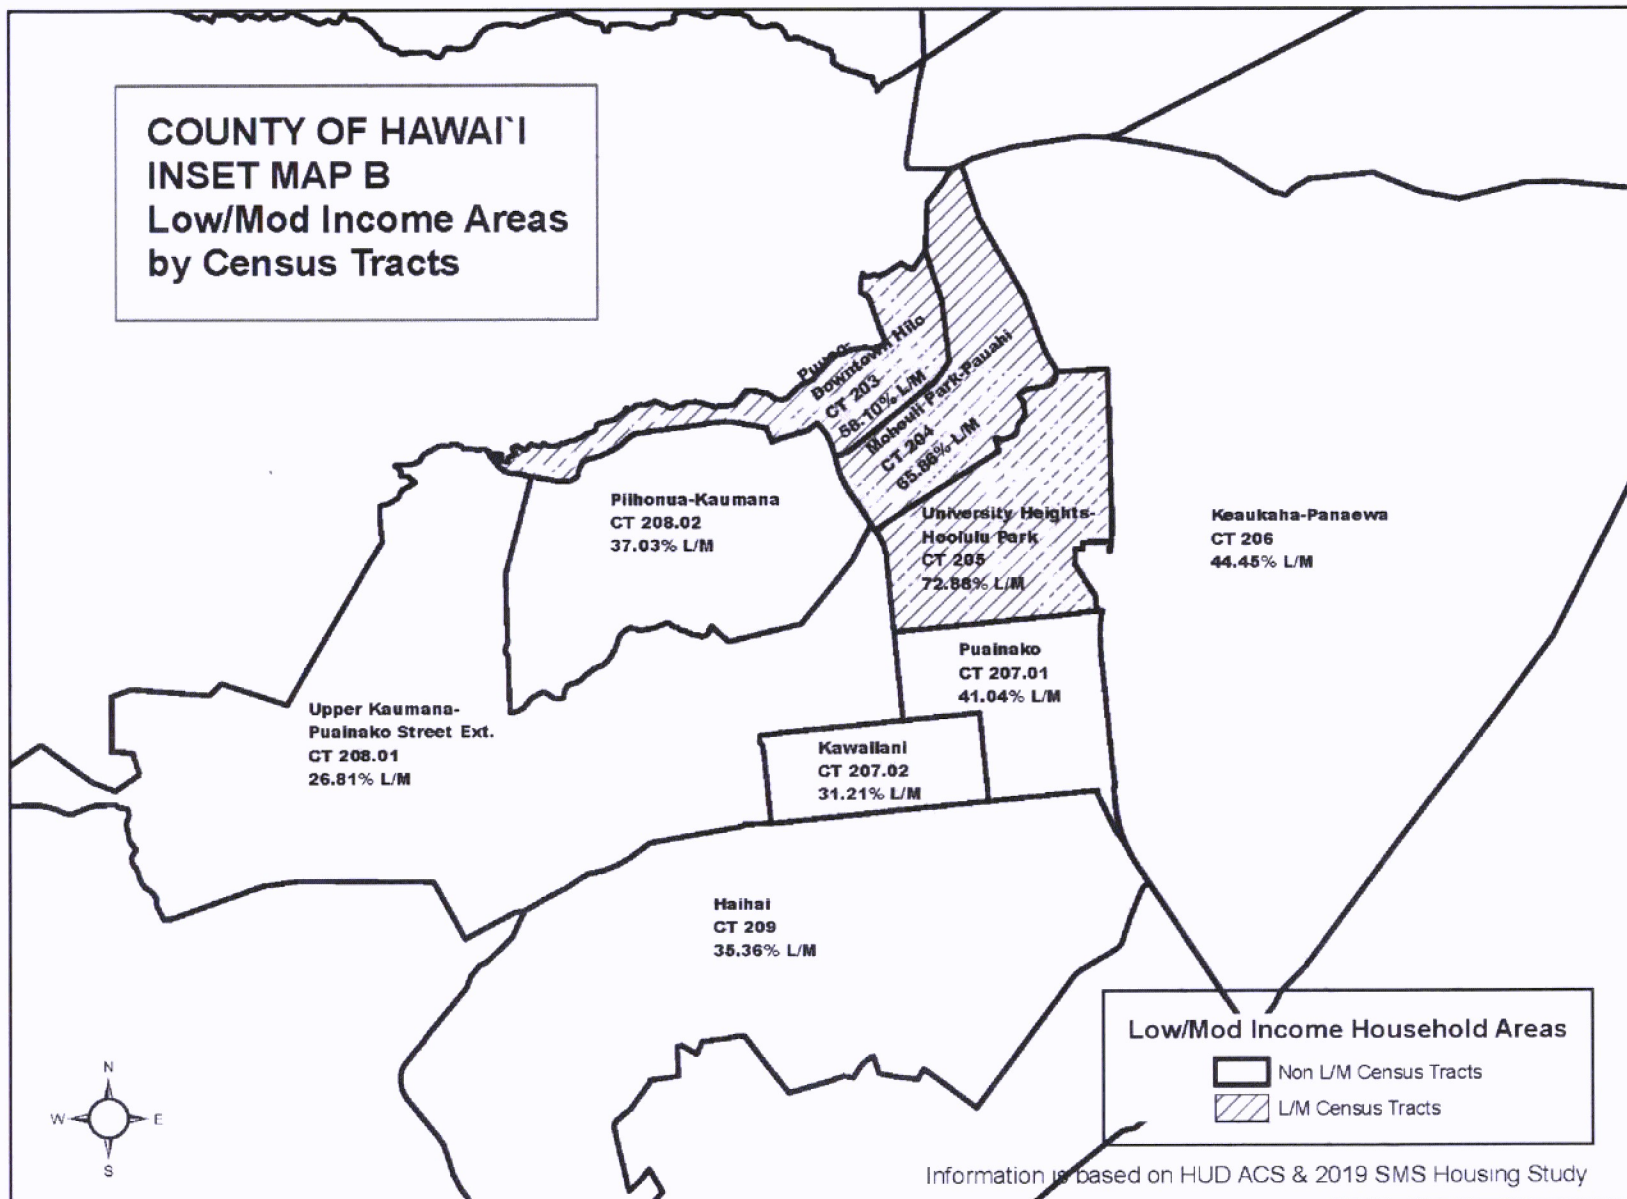 COUNTY OF HAWAI`I
INSET MAP B
Low/Mod Income Areas
by Census Tracts
Downtown Hilo
CT 203
58.10% L/M
Mohouli Park-Pauahi
CT 204
65.86% L/M
Piihonua-Kaumana
CT 208.02
37.03% L/M
University Heights-
Hoolulu Park
CT 205
72.88% L/M
Keaukaha-Panaewa
CT 206
44.45% L/M
Puainako
CT 207.01
41.04% L/M
Upper Kaumana-
Puainako Street Ext.
CT 208.01
26.81% L/M
Kawailani
CT 207.02
31.21% L/M
Haihai
CT 209
35.36% L/M
N
W
E
S
Low/Mod Income Household Areas
Non L/M Census Tracts
L/M Census Tracts
Information is based on HUD ACS & 2019 SMS Housing Study